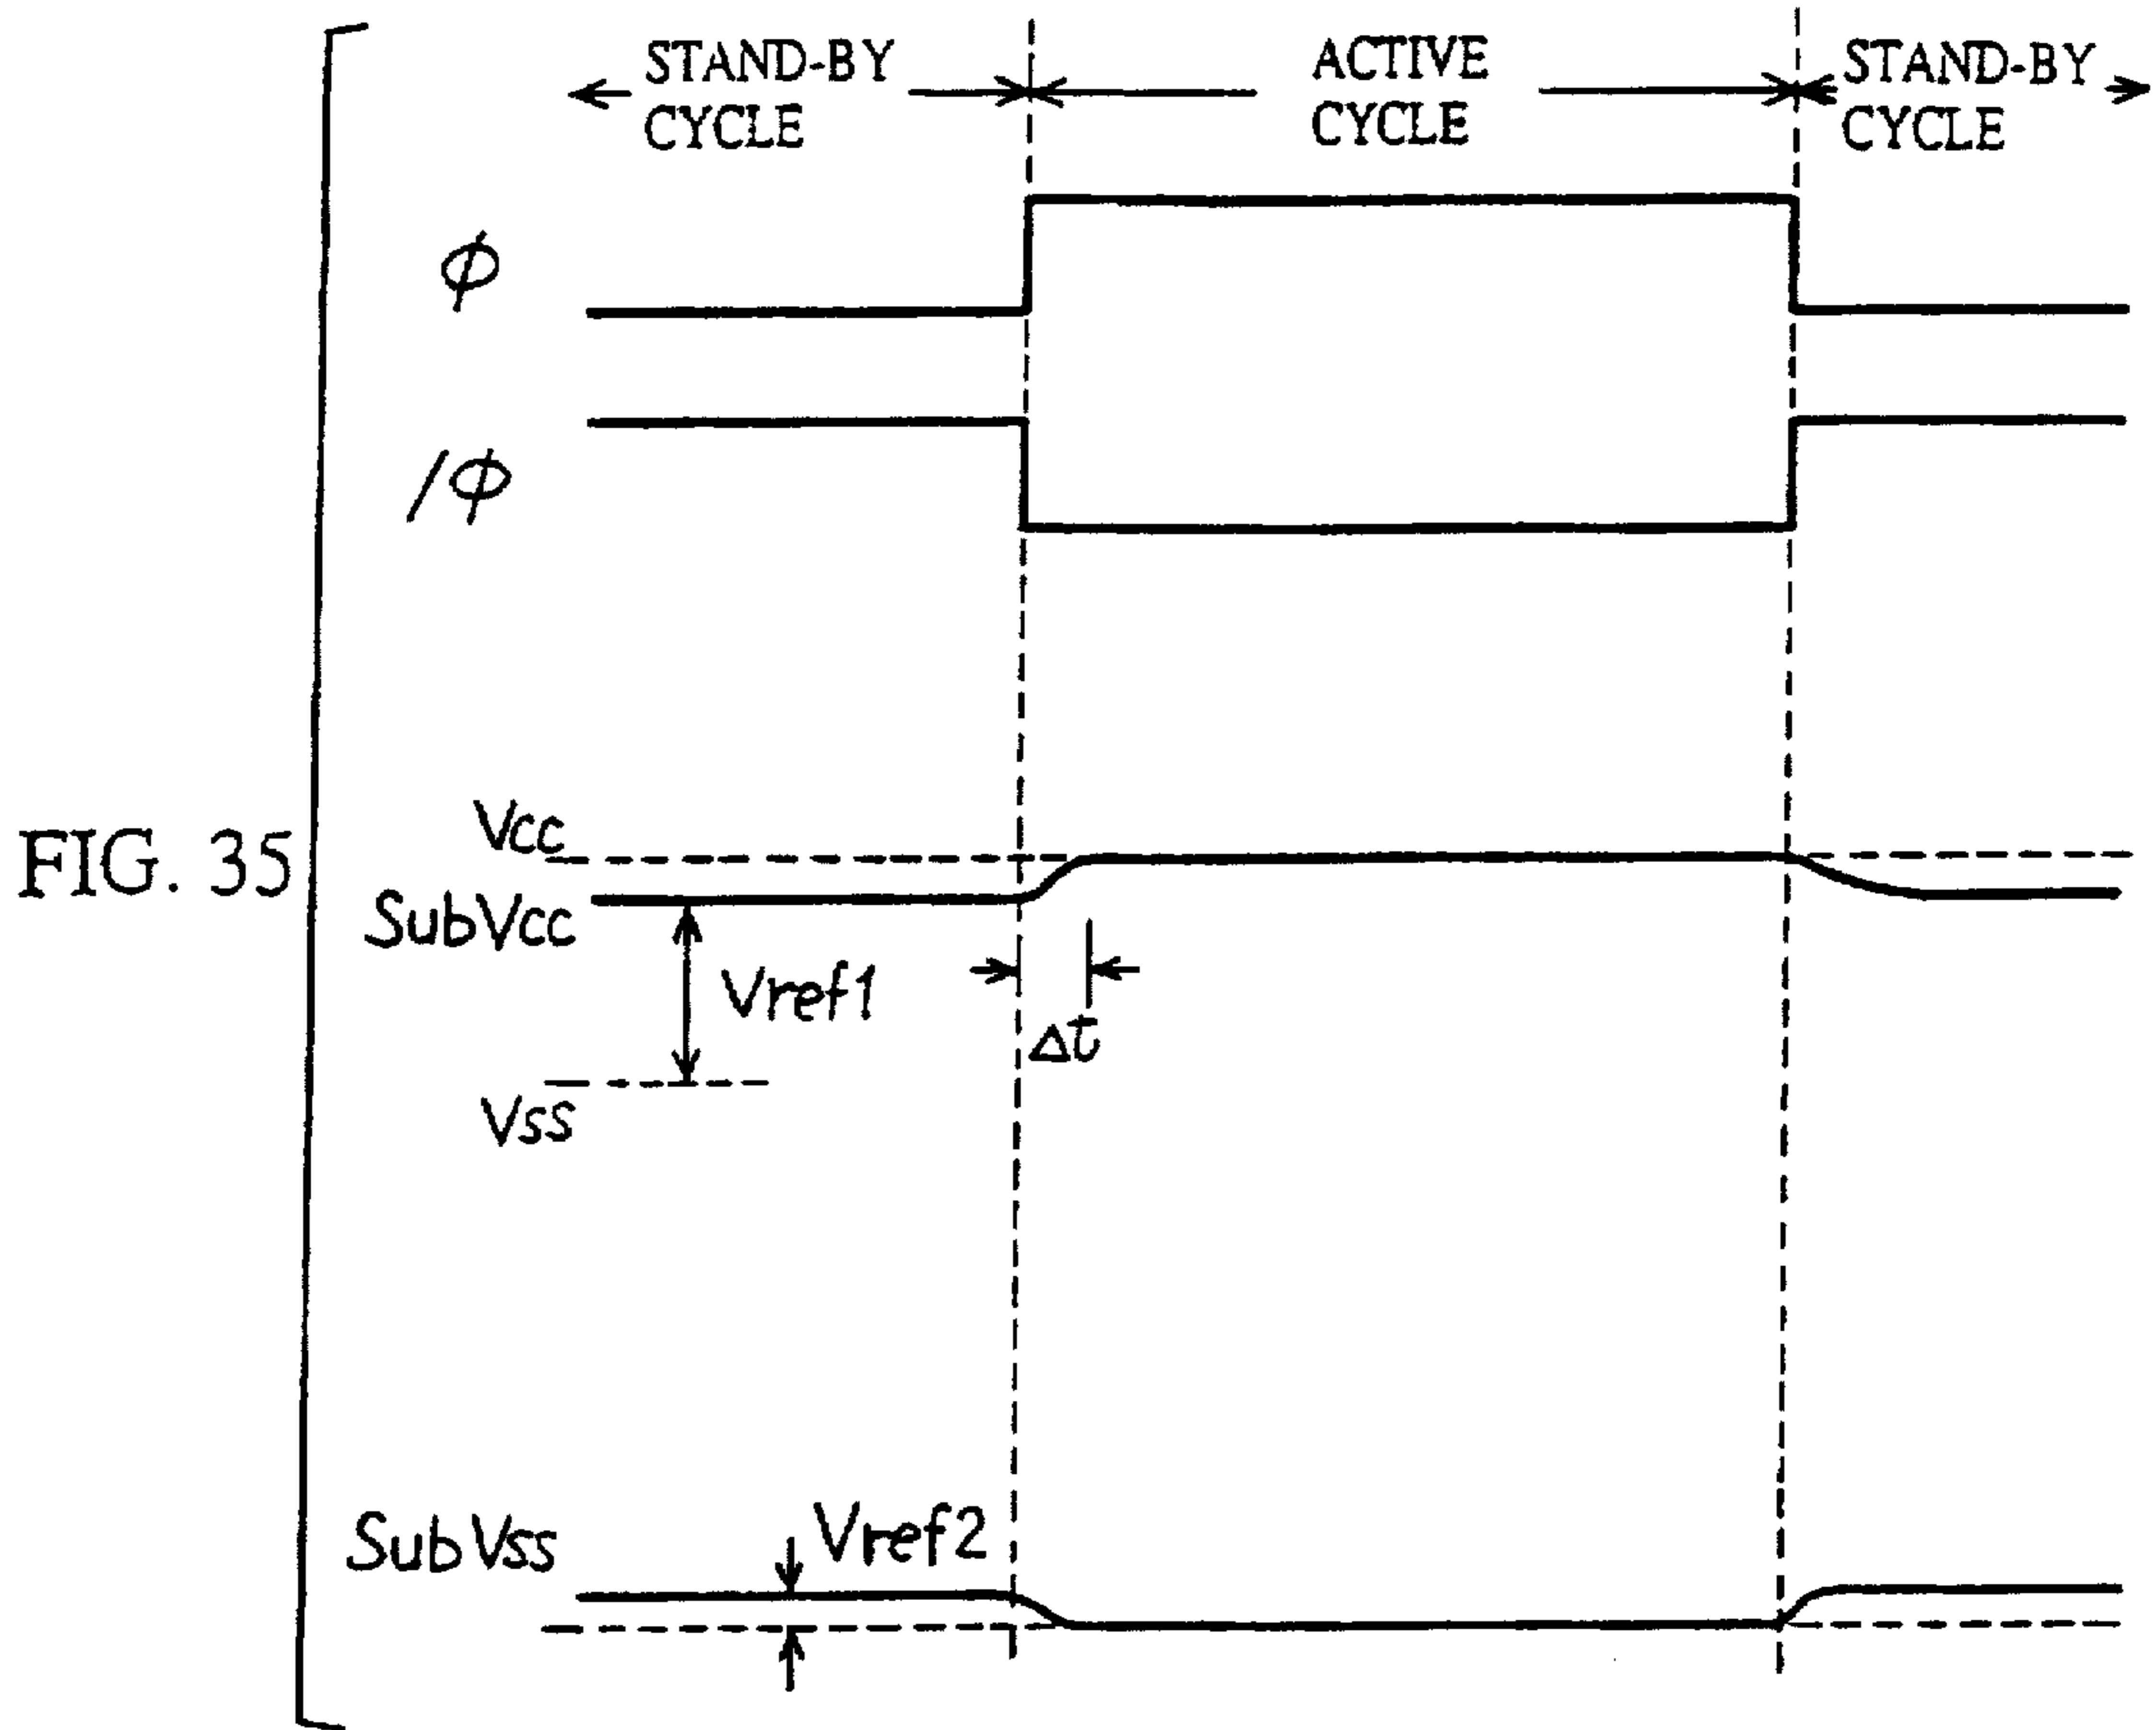 STAND-BY
CYCLE
ACTIVE
CYCLE
STAND-BY
CYCLE
φ
/φ
FIG. 35
Vcc
SubVcc
Vref1
Δt
Vss
SubVss
Vref2